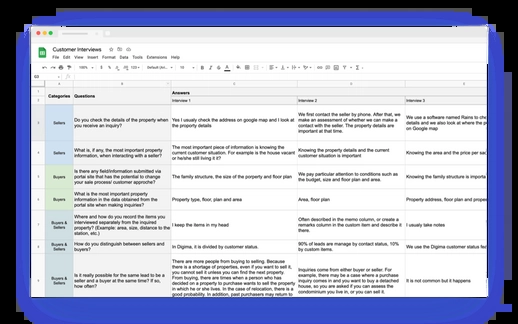 Customer Interviews
File Edit View Insert Format Data Tools Extensions Help
100%
Default (Ari...
G3
Categories
Questions
Answers
Interview 1
Interview 2
Interview 3
Sellers
Do you check the details of the property when
you receive an inquiry?
Yes I usually check the address on google map and I look at
the property details
We first contact the seller by phone. After that, we
make an assessment of whether we can make a
contact with the seller. The property details are
important at that time.
We use a software named Rains to che
details and we also look at where the p
on Google map
Sellers
What is, if any, the most important property
information, when interacting with a seller?
The most important piece of information is knowing the
current customer situation. For example is the house vacant
or he/she still living it it?
Knowing the property details and the current
customer situation is important
Knowing the area and the price per sa
Buyers
Is there any field/information submitted via
portal site that has the potential to change
your sale process/ customer approche?
The family structure, the size of the porperty and floor plan
We pay particular attention to conditions such as
the budget, size and floor plan and area.
Knowing the family structure is importa
Buyers
What is the most important property
information in the data obtained from the
portal site when making inquiries?
Property type, floor plan and area
Area, floor plan
Property address, floor plan and proper
Buyers &
Sellers
Where and how do you record the items you
interviewed separately from the inquired
property? (Example: area, size, distance to the
station, etc.)
I keep the items in my head
Often described in the memo column, or create a
remarks column in the customer item and describe it
there.
I usually take notes
Buyers &
Sellers
How do you distinguish between sellers and
buyers?
In Digima, it is divided by customer status.
90% of leads are manage by contact status, 10%
by custom items.
We use the Digima customer status fea
Buyers &
Sellers
Is it really possible for the same lead to be a
seller and a buyer at the same time? If so,
how often?
There are more people from buying to selling. Because
there is a shortage of properties, even if you want to sell it,
you cannot sell it unless you can find the next property.
From buying, there are times when a person who has
decided on a property to purchase wants to sell the property
in which he or she lives. In the case of relocation, there is a
good probability. In addition, past purchasers may return to
Inquiries come from either buyer or seller. For
example, there may be a case where a purchase
inquiry comes in and you want to buy a detached
house, so you are asked if you can assess the
condominium you live in, or you can sell it.
It is not common but it happens